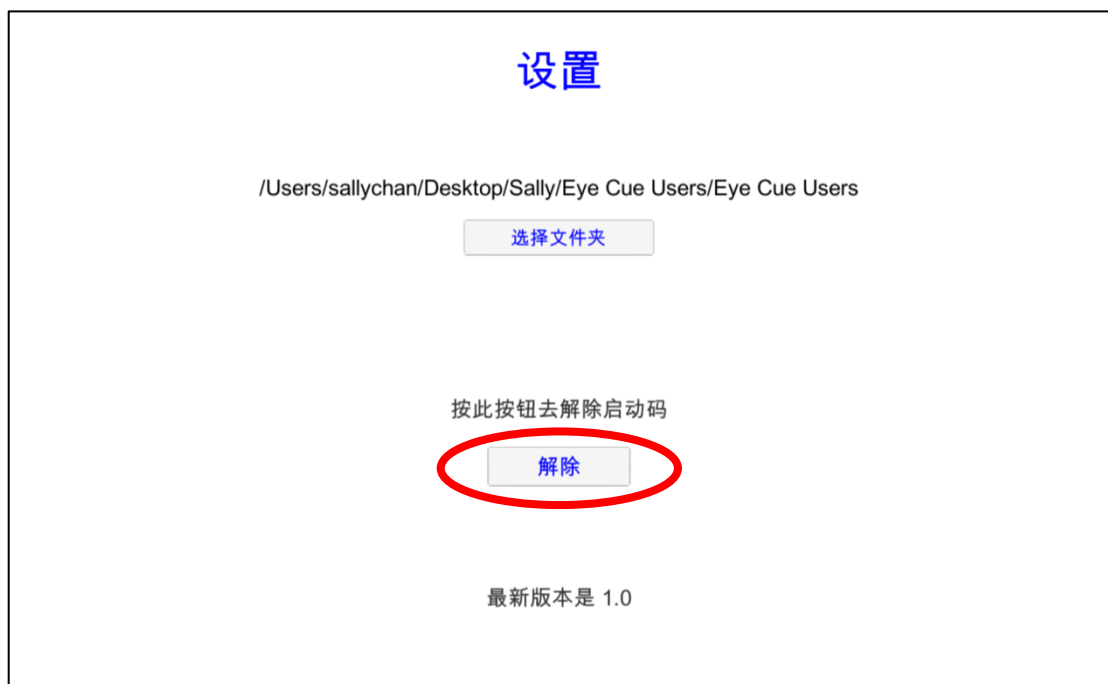 设置
/Users/sallychan/Desktop/Sally/Eye Cue Users/Eye Cue Users
选择文件夹
按此按钮去解除启动码
解除
最新版本是 1.0